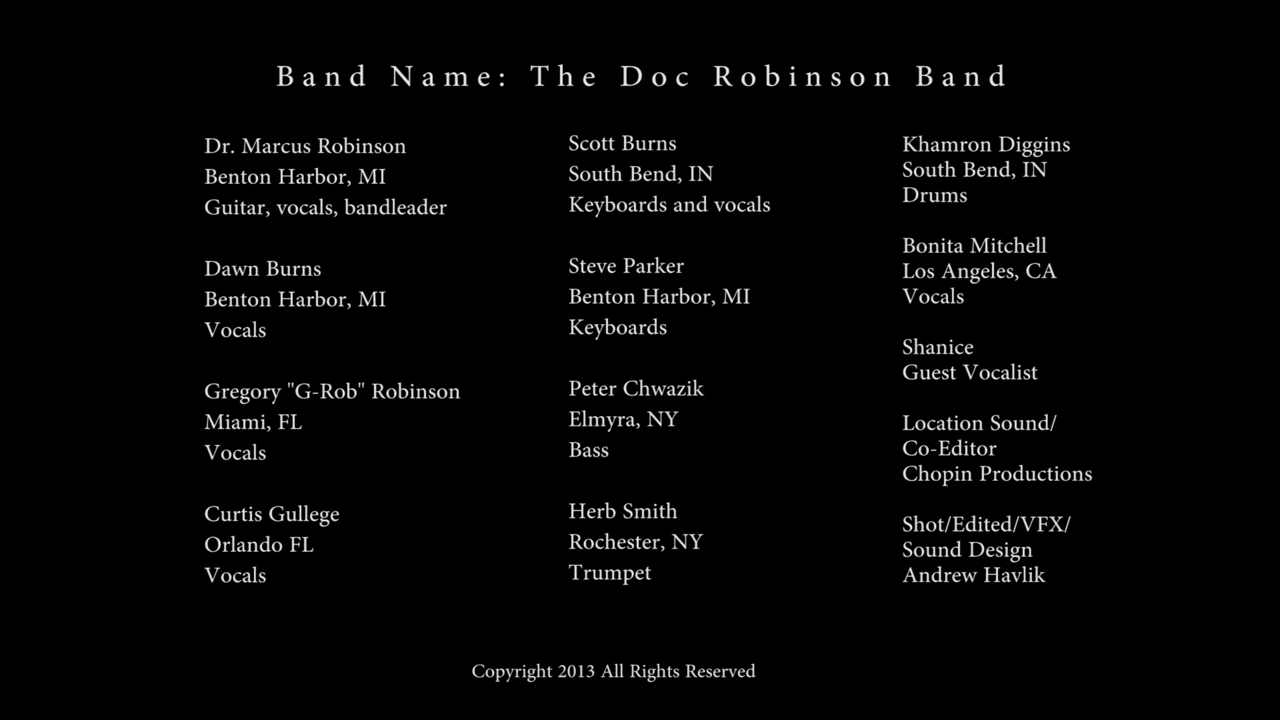 Band Name: The Doc Robinson Band
Dr. Marcus Robinson
Benton Harbor, MI
Guitar, vocals, bandleader
Dawn Burns
Benton Harbor, MI
Vocals
Gregory "G-Rob" Robinson
Miami, FL
Vocals
Curtis Gullege
Orlando FL
Vocals
Scott Burns
South Bend, IN
Keyboards and vocals
Steve Parker
Benton Harbor, MI
Keyboards
Peter Chwazik
Elmyra, NY
Bass
Herb Smith
Rochester, NY
Trumpet
Khamron Diggins
South Bend, IN
Drums
Bonita Mitchell
Los Angeles, CA
Vocals
Shanice
Guest Vocalist
Location Sound/
Co-Editor
Chopin Productions
Shot/Edited/VFX/
Sound Design
Andrew Havlik
Copyright 2013 All Rights Reserved